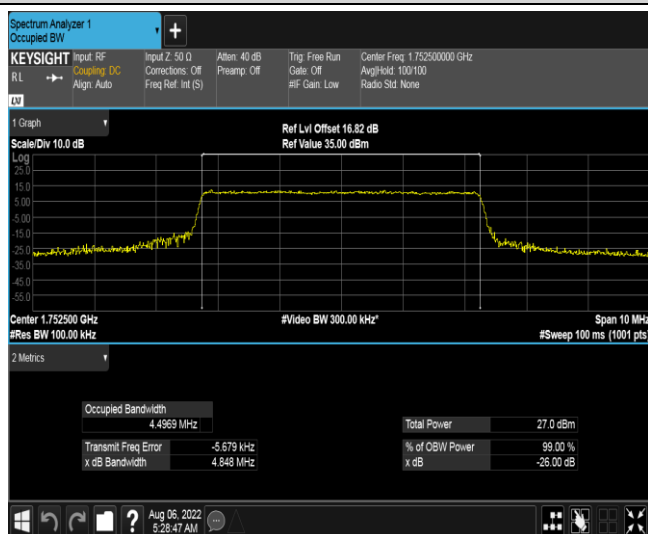 Spectrum Analyzer 1
Occupied BW
+
KEYSIGHT
RL
LXI
Input: RF
Coupling: DC
Align: Auto
Input Z: 50 Ω
Corrections: Off
Freq Ref: Int (S)
Atten: 40 dB
Preamp: Off
Trig: Free Run
Gate: Off
#IF Gain: Low
Center Freq: 1.752500000 GHz
Avg|Hold: 100/100
Radio Std: None
1 Graph
Scale/Div 10.0 dB
Ref Lvl Offset 16.82 dB
Ref Value 35.00 dBm
Log
25.0
15.0
5.00
-5.00
-15.0
-25.0
-35.0
-45.0
-55.0
Center 1.752500 GHz
#Res BW 100.00 kHz
#Video BW 300.00 kHz*
Span 10 MHz
#Sweep 100 ms (1001 pts)
2 Metrics
Occupied Bandwidth
4.4969 MHz
Total Power 27.0 dBm
Transmit Freq Error -5.679 kHz
% of OBW Power 99.00 %
x dB Bandwidth 4.848 MHz
x dB -26.00 dB
?
Aug 06, 2022
5:28:47 AM